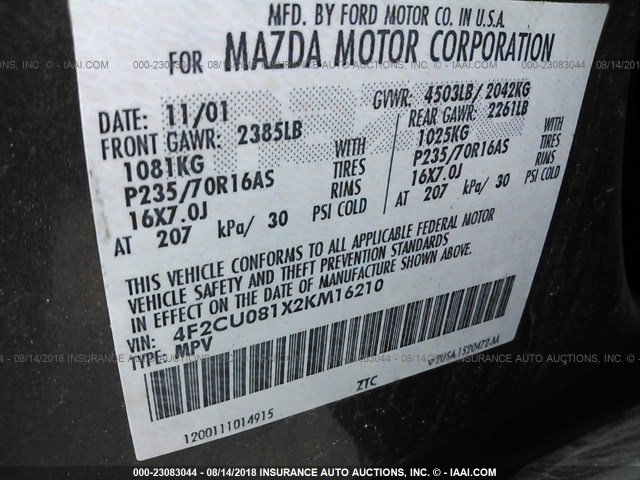 MFD. BY FORD MOTOR CO. IN U.S.A.
FOR MAZDA MOTOR CORPORATION
DATE: 11/01 GVWR: 4503LB/2042KG
FRONT GAWR: 2385LB REAR GAWR: 2261LB
1081KG WITH 1025KG WITH
P235/70R16AS TIRES P235/70R16AS TIRES
16X7.0J RIMS 16X7.0J RIMS
AT 207 kPa/ 30 PSI COLD AT 207 kPa/ 30 PSI COLD
THIS VEHICLE CONFORMS TO ALL APPLICABLE FEDERAL MOTOR
VEHICLE SAFETY AND THEFT PREVENTION STANDARDS
IN EFFECT ON THE DATE OF MANUFACTURE SHOWN ABOVE.
VIN: 4F2CU081X2KM16210
TYPE: MPV
ZTC
1200111014915
000-23083044 - 08/14/2018 INSURANCE AUTO AUCTIONS, INC. - IAAI.COM